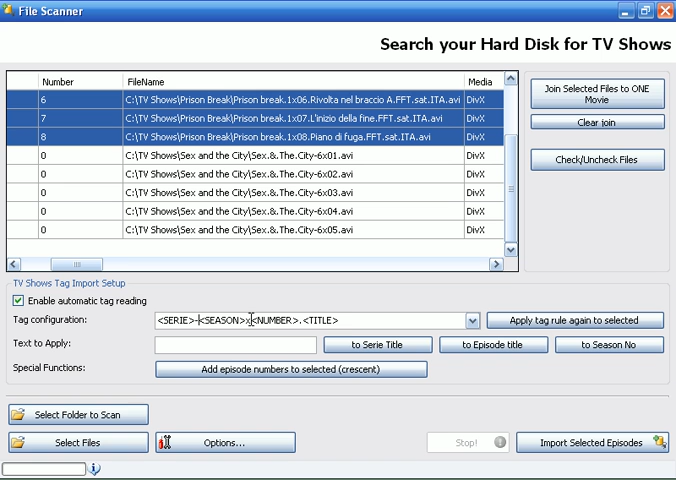 File Scanner
Search your Hard Disk for TV Shows
Number FileName Media
6 C:\TV Shows\Prison Break\Prison break.1x06.Rivolta nel braccio A.FFT.sat.ITA.avi DivX
7 C:\TV Shows\Prison Break\Prison break.1x07.L'inizio della fine.FFT.sat.ITA.avi DivX
8 C:\TV Shows\Prison Break\Prison break.1x08.Piano di fuga.FFT.sat.ITA.avi DivX
0 C:\TV Shows\Sex and the City\Sex.&.The.City-6x01.avi DivX
0 C:\TV Shows\Sex and the City\Sex.&.The.City-6x02.avi DivX
0 C:\TV Shows\Sex and the City\Sex.&.The.City-6x03.avi DivX
0 C:\TV Shows\Sex and the City\Sex.&.The.City-6x04.avi DivX
0 C:\TV Shows\Sex and the City\Sex.&.The.City-6x05.avi DivX
Join Selected Files to ONE
Movie
Clear join
Check/Uncheck Files
TV Shows Tag Import Setup
Enable automatic tag reading
Tag configuration: <SERIE>-<SEASON>x<NUMBER>.<TITLE> Apply tag rule again to selected
Text to Apply: to Serie Title to Episode title to Season No
Special Functions: Add episode numbers to selected (crescent)
Select Folder to Scan
Select Files Options... Stop! Import Selected Episodes